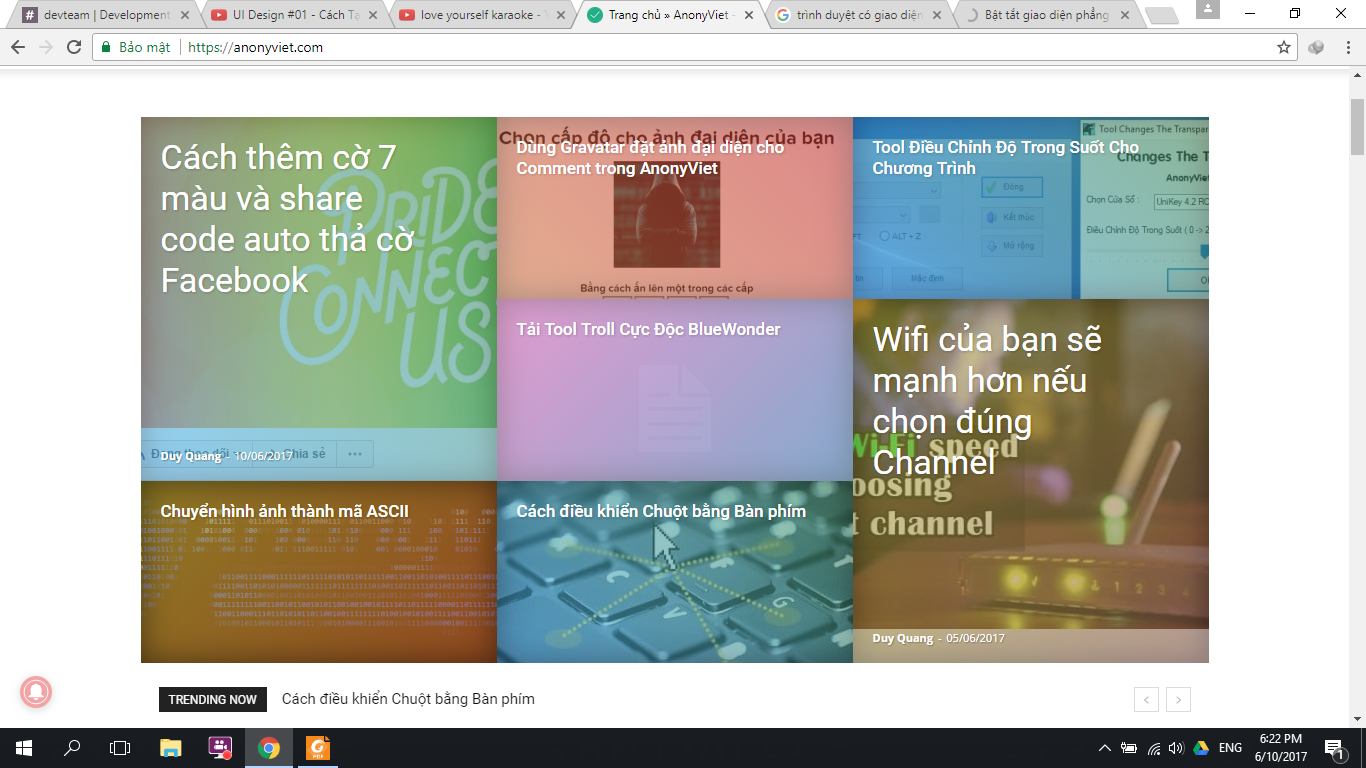 devteam | Development
UI Design #01 - Cách Tạ
love yourself karaoke -
Trang chủ » AnonyViet -
trình duyệt có giao diện
Bật tắt giao diện phẳng
Bảo mật
https://anonyviet.com
Cách thêm cờ 7
màu và share
code auto thả cờ
Facebook
PRIDE
CONNECTS
US
Duy Quang - 10/06/2017
Chọn cấp độ cho ảnh đại diện của bạn
Dùng Gravatar đặt ảnh đại diện cho
Comment trong AnonyViet
Bằng cách ấn lên một trong các cấp
Tool Điều Chỉnh Độ Trong Suốt Cho
Chương Trình
Tool Changes The Transpar
Changes The T
AnonyV
Đóng
Kết thúc
Mở rộng
ALT + Z
Mặc định
Chọn Cửa Sổ :
UniKey 4.2 RC
Điều Chỉnh Độ Trong Suốt ( 0 -> 2
Tải Tool Troll Cực Độc BlueWonder
Wifi của bạn sẽ
mạnh hơn nếu
chọn đúng
Channel
Wi-Fi speed
oosing
t channel
Duy Quang - 05/06/2017
Chuyển hình ảnh thành mã ASCII
Cách điều khiển Chuột bằng Bàn phím
C
V
G
TRENDING NOW
Cách điều khiển Chuột bằng Bàn phím
ENG
6:22 PM
6/10/2017
1